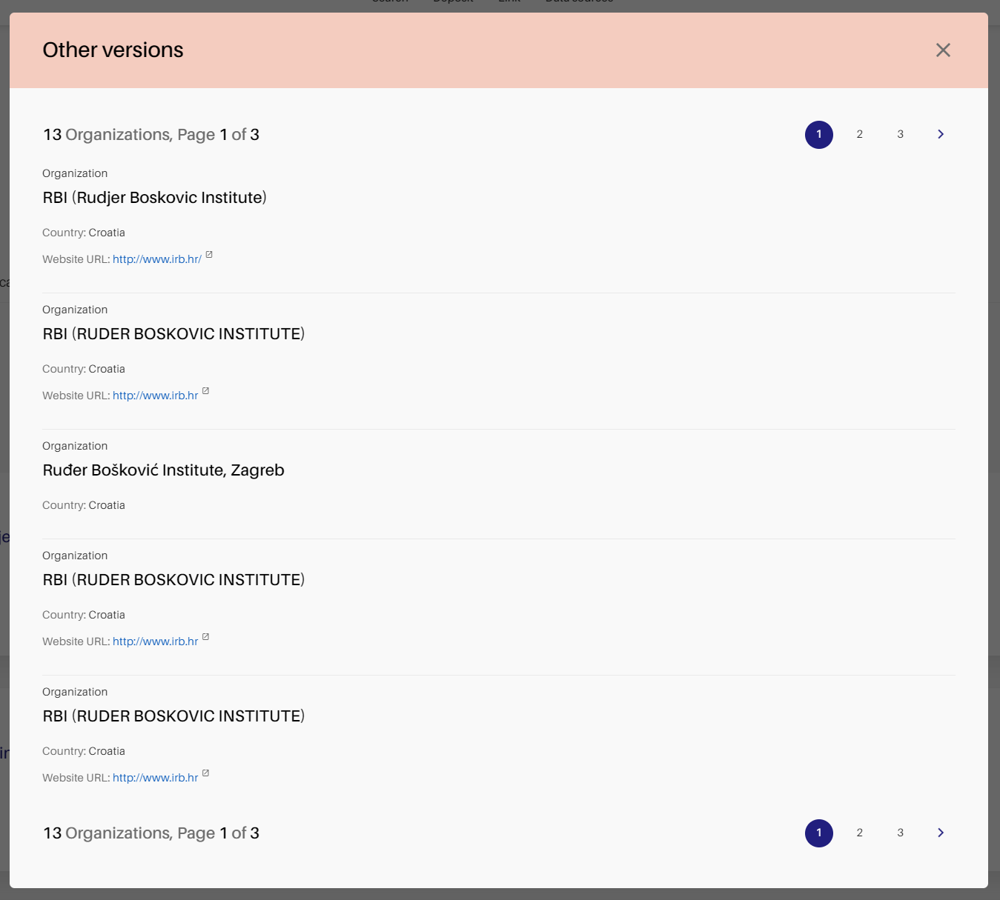 Other versions
13 Organizations, Page 1 of 3
1 2 3
Organization
RBI (Rudjer Boskovic Institute)
Country: Croatia
Website URL: http://www.irb.hr/
Organization
RBI (RUDER BOSKOVIC INSTITUTE)
Country: Croatia
Website URL: http://www.irb.hr
Organization
Ruđer Bošković Institute, Zagreb
Country: Croatia
Organization
RBI (RUDER BOSKOVIC INSTITUTE)
Country: Croatia
Website URL: http://www.irb.hr
Organization
RBI (RUDER BOSKOVIC INSTITUTE)
Country: Croatia
Website URL: http://www.irb.hr
13 Organizations, Page 1 of 3
1 2 3